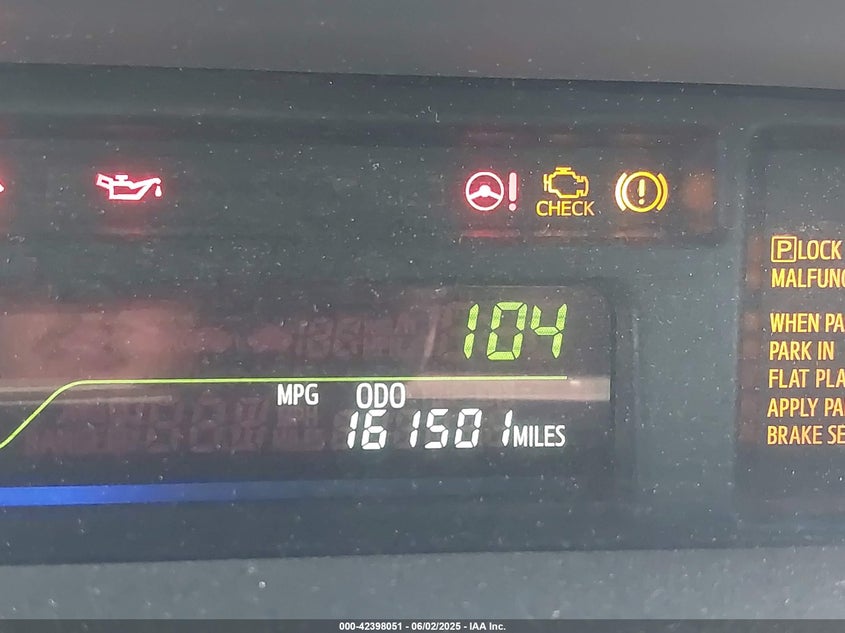 CHECK
104
MPG ODO
161501 MILES
P LOCK
MALFUNC
WHEN PA
PARK IN
FLAT PLA
APPLY PA
BRAKE SE
000-42398051 - 06/02/2025 - IAA Inc.